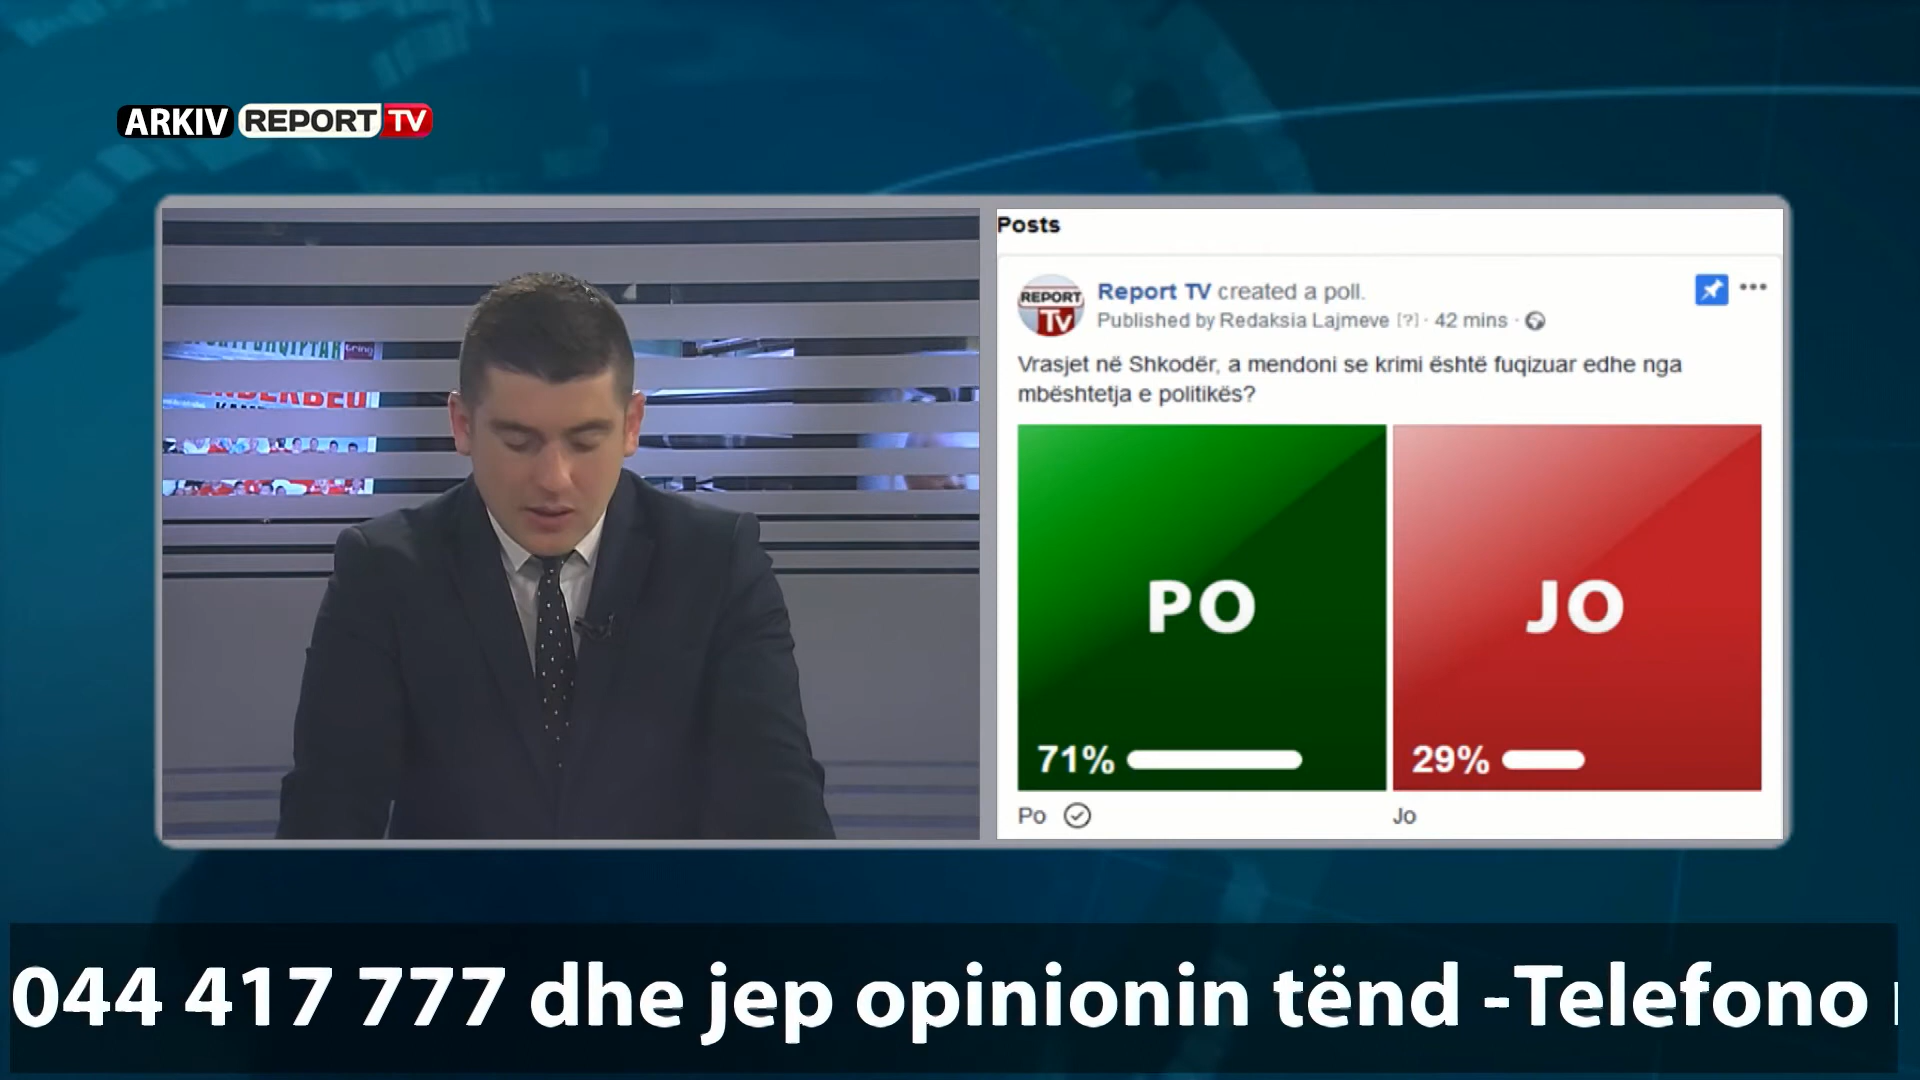 ARKIV REPORT TV
Posts
REPORT
Tv
Report TV created a poll.
Published by Redaksia Lajmeve [?] · 42 mins ·
Vrasjet në Shkodër, a mendoni se krimi është fuqizuar edhe nga
mbështetja e politikës?
PO
JO
71%
29%
Po
Jo
044 417 777 dhe jep opinionin tënd -Telefono